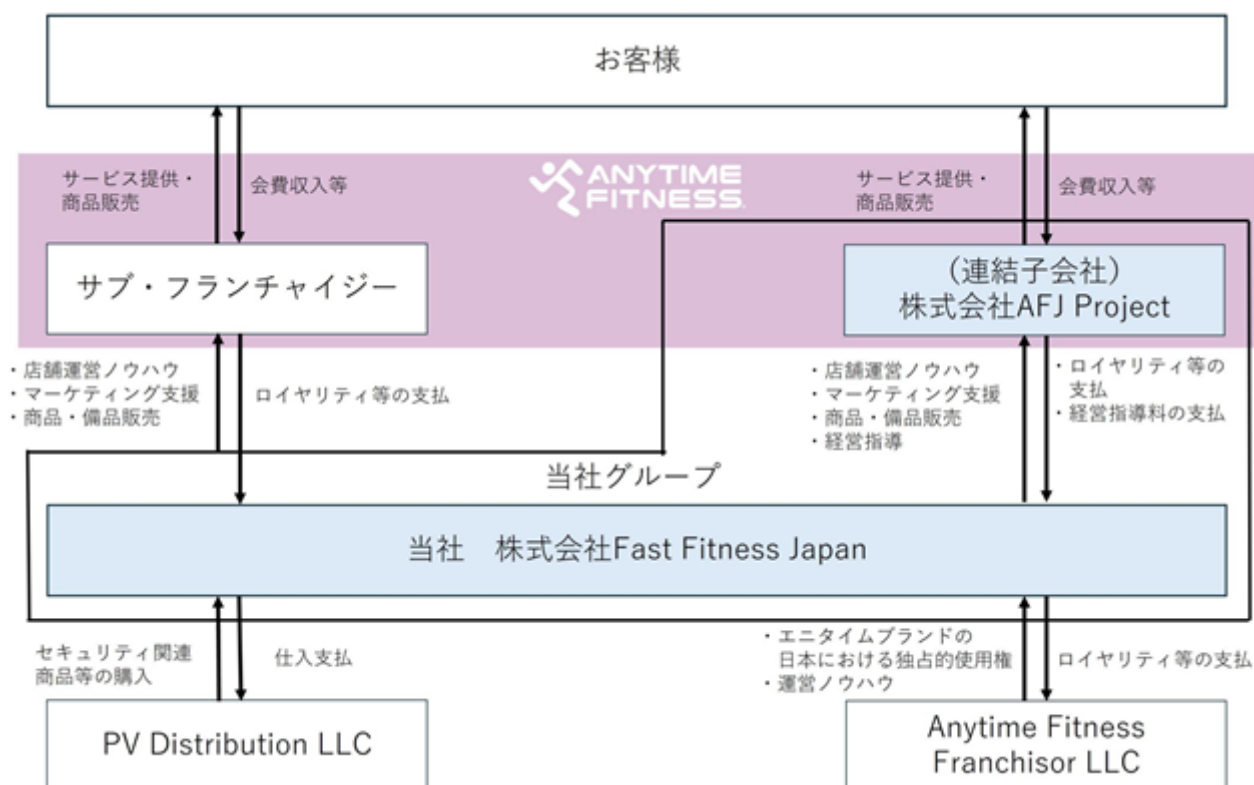 お客様
サービス提供・
商品販売
会費収入等
ANYTIME
FITNESS
サービス提供・
商品販売
会費収入等
サブ・フランチャイジー
（連結子会社）
株式会社AFJ Project
・店舗運営ノウハウ
・マーケティング支援
・商品・備品販売
ロイヤリティ等の支払
・店舗運営ノウハウ
・マーケティング支援
・商品・備品販売
・経営指導
・ロイヤリティ等の
支払
・経営指導料の支払
当社グループ
当社　株式会社Fast Fitness Japan
セキュリティ関連
商品等の購入
仕入支払
・エニタイムブランドの
日本における独占的使用権
・運営ノウハウ
ロイヤリティ等の支払
PV Distribution LLC
Anytime Fitness
Franchisor LLC